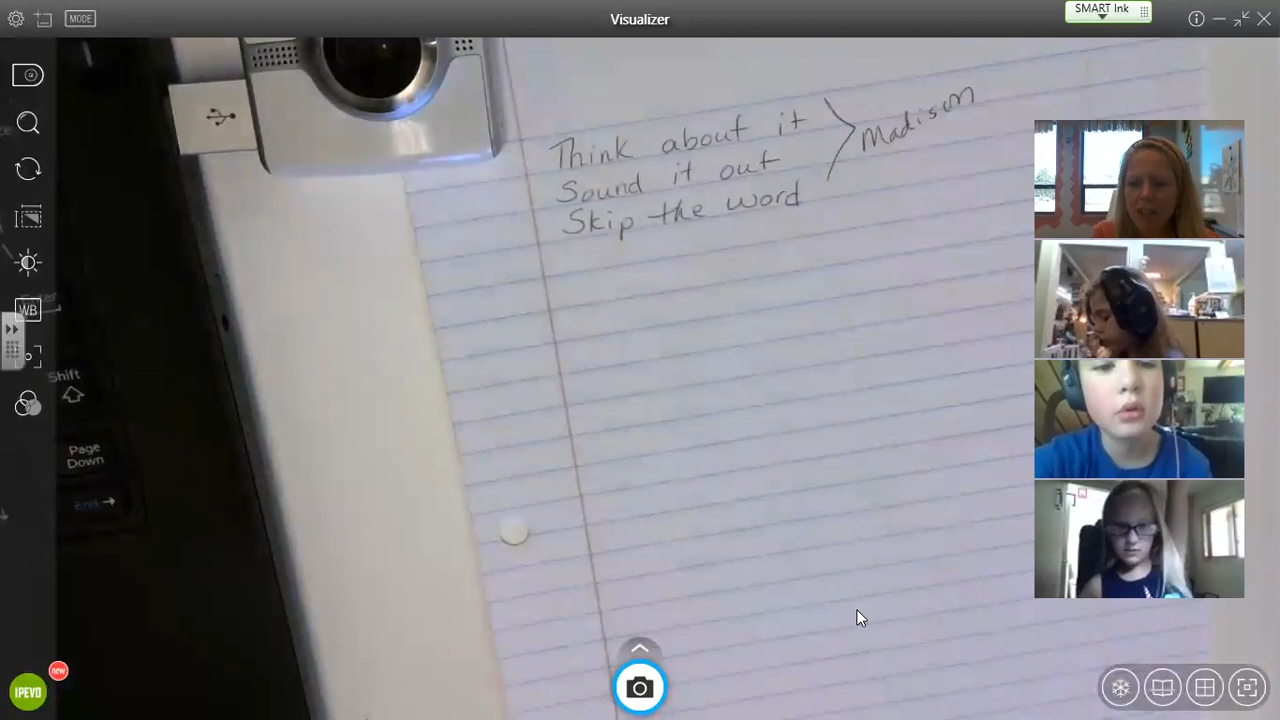 MODE
Visualizer
SMART Ink
Think about it
Sound it out
Skip the word
Madison
WB
Shift
Page
Down
End
IPEVO
new